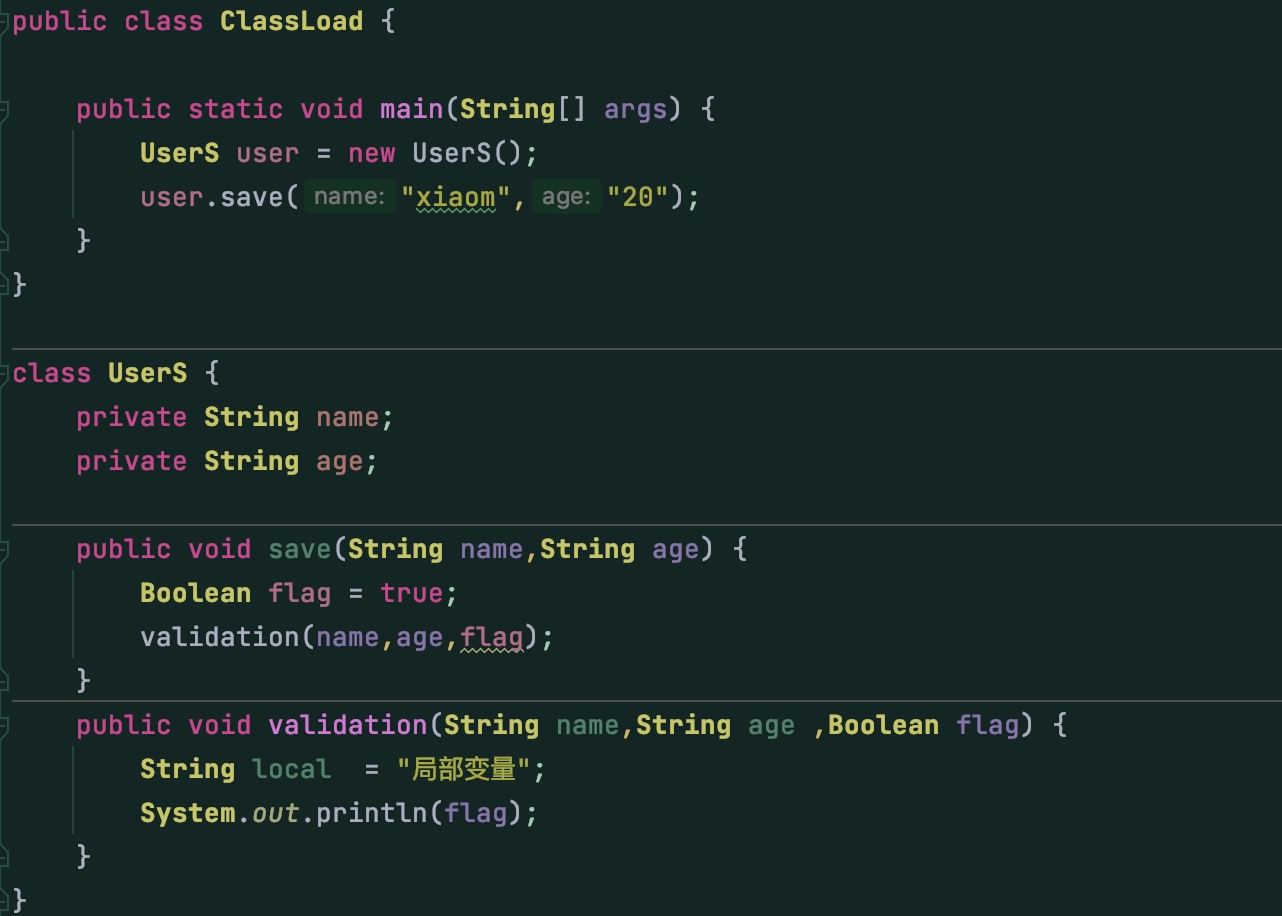 public class ClassLoad {
    public static void main(String[] args) {
        UserS user = new UserS();
        user.save( name: "xiaom", age: "20");
    }
}
class UserS {
    private String name;
    private String age;
    public void save(String name,String age) {
        Boolean flag = true;
        validation(name,age,flag);
    }
    public void validation(String name,String age ,Boolean flag) {
        String local  = "局部变量";
        System.out.println(flag);
    }
}